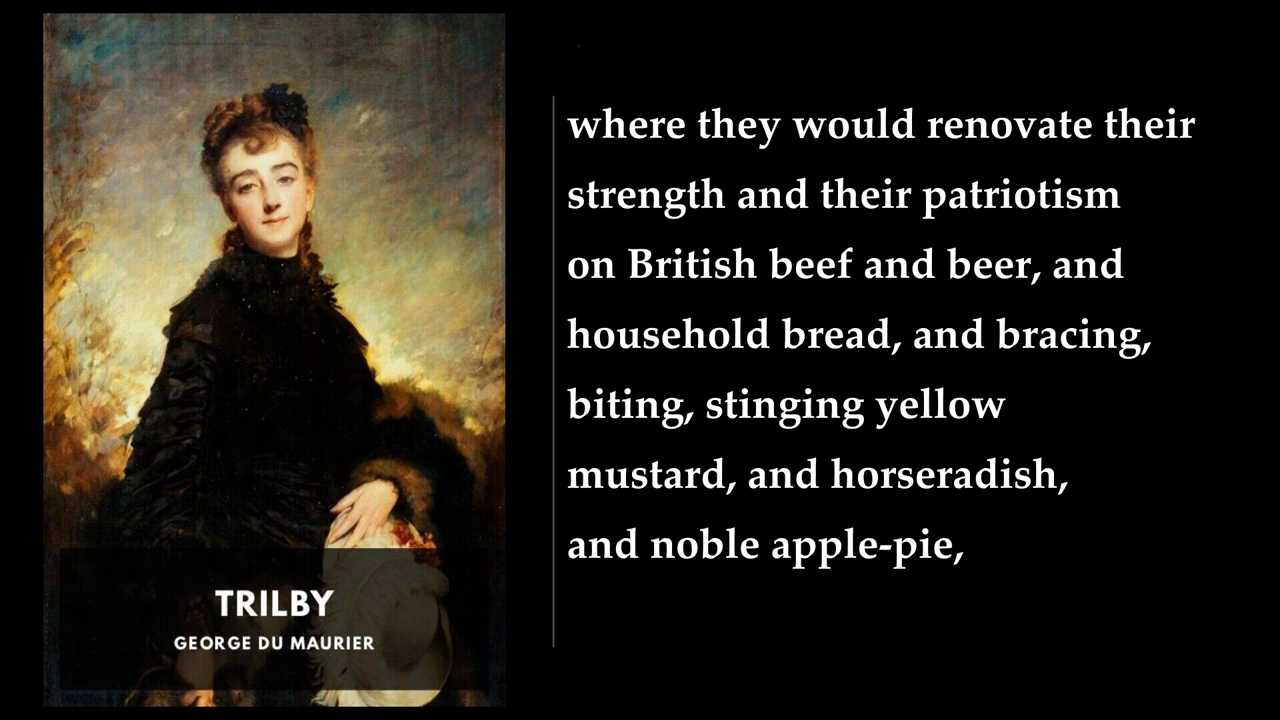 TRILBY
GEORGE DU MAURIER
where they would renovate their
strength and their patriotism
on British beef and beer, and
household bread, and bracing,
biting, stinging yellow
mustard, and horseradish,
and noble apple-pie,